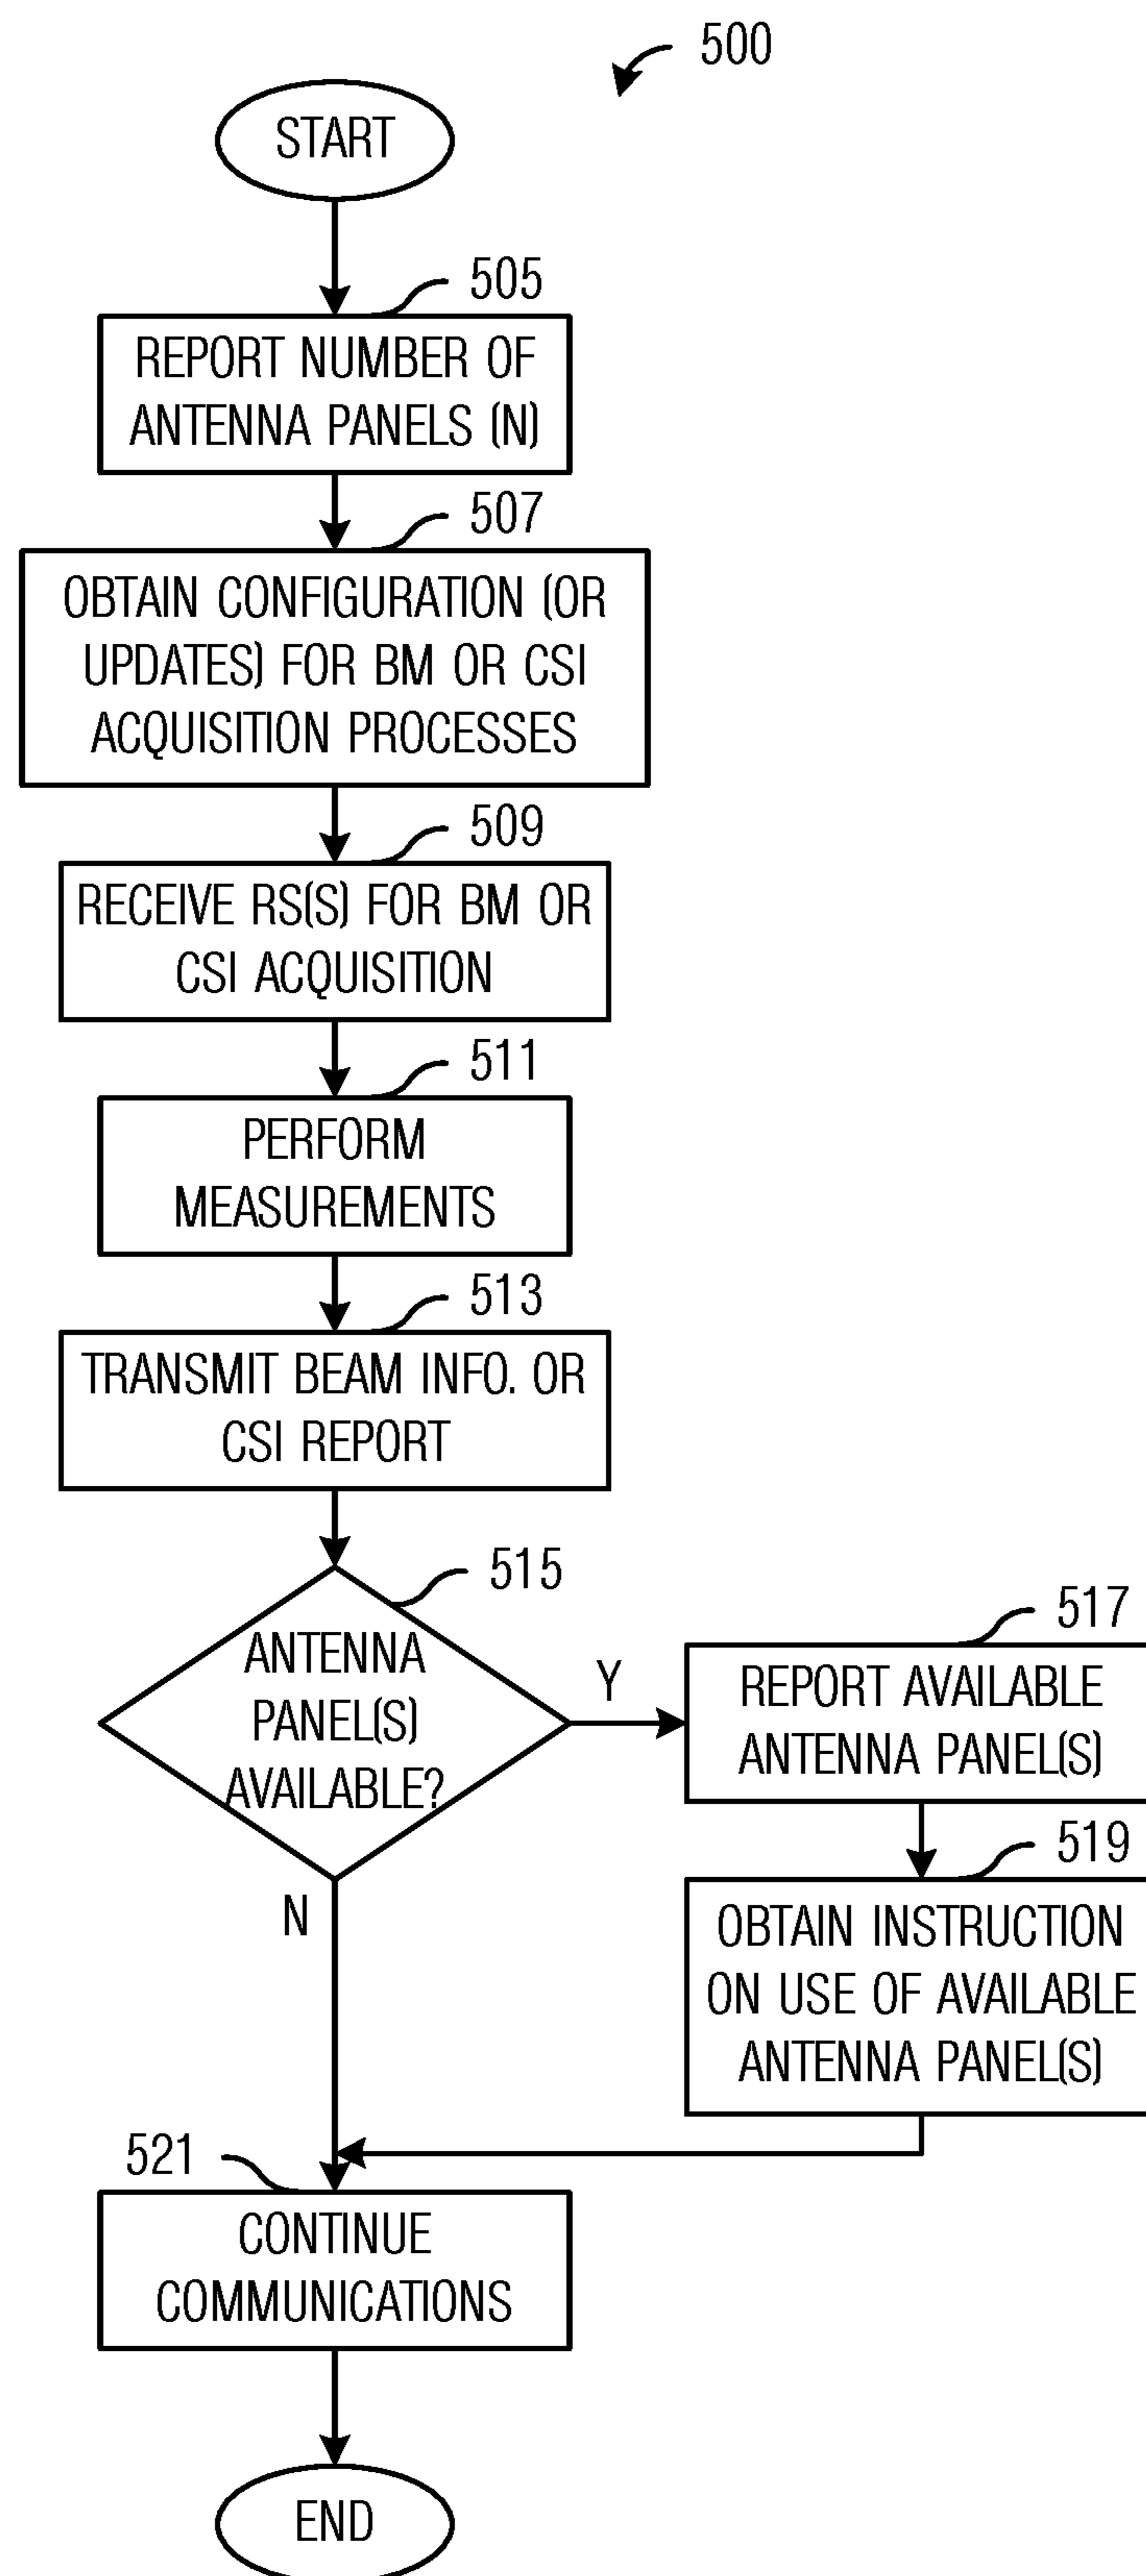 500
START
505
REPORT NUMBER OF
ANTENNA PANELS (N)
507
OBTAIN CONFIGURATION (OR
UPDATES) FOR BM OR CSI
ACQUISITION PROCESSES
509
RECEIVE RS(S) FOR BM OR
CSI ACQUISITION
511
PERFORM
MEASUREMENTS
513
TRANSMIT BEAM INFO. OR
CSI REPORT
515
ANTENNA
PANEL(S)
AVAILABLE?
Y
N
517
REPORT AVAILABLE
ANTENNA PANEL(S)
519
OBTAIN INSTRUCTION
ON USE OF AVAILABLE
ANTENNA PANEL(S)
521
CONTINUE
COMMUNICATIONS
END